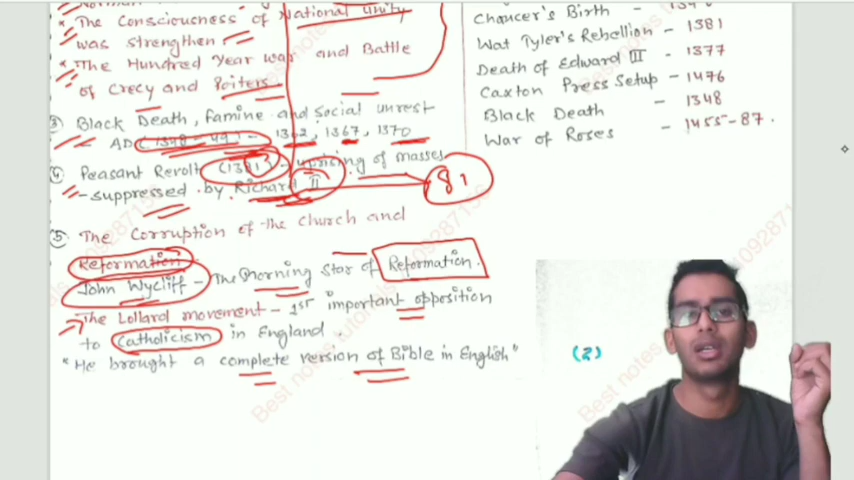 * The Consciousness of National unity
was strengthen
* The Hundred Year war and Battle
of Crecy and Poiters
③ Black Death, famine and Social unrest
AD (1348-49) - 1362, 1367, 1370
④ Peasant Revolt (1381) - uprising of masses
- suppressed by Richard II
81
⑤ The Corruption of the Church and
Reformation
John Wycliff - The Morning Star of Reformation.
The Lollard movement - 1st important opposition
to Catholicism in England.
"He brought a complete version of Bible in English"
Chaucer's Birth
Wat Tyler's Rebellion - 1381
Death of Edward III - 1377
Caxton Press Setup - 1476
Black Death - 1348
War of Roses - 1455-87.
(2)
Best notes tutorials